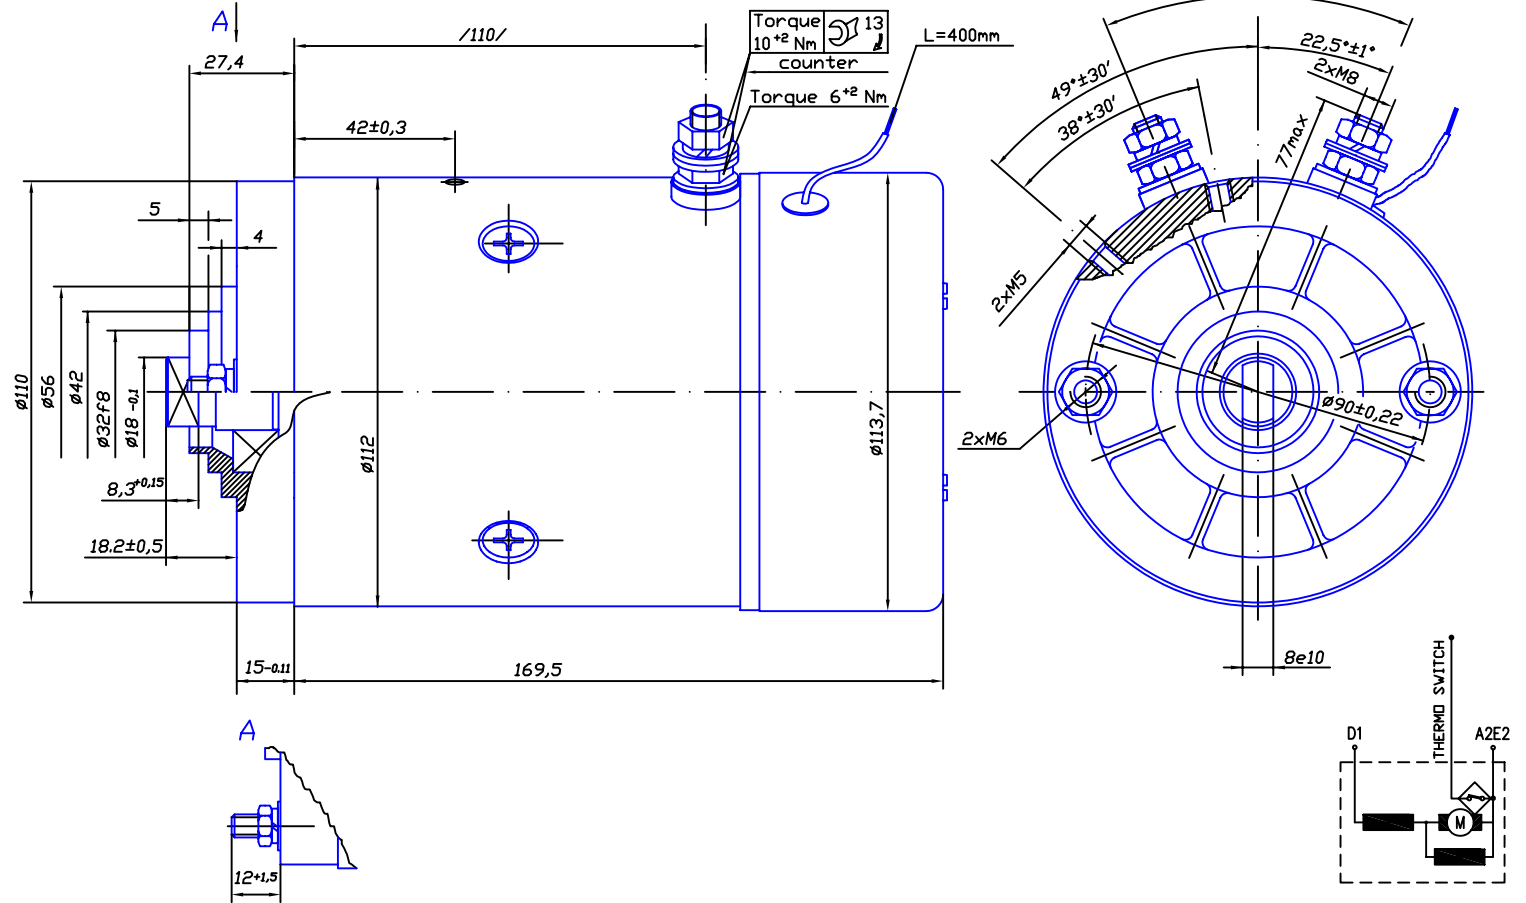 A
27,4
/110/
Torque
10+2 Nm
13
counter
Torque 6+2 Nm
L=400mm
42±0,3
5
4
ø110
ø56
ø42
ø32f8
ø18 -0,1
8,3+0,15
18.2±0,5
ø112
ø113,7
15-0.11
169,5
22,5°±1°
2xM8
49°±30'
38°±30'
77max
2xM5
2xM6
ø90±0,22
8e10
A
12+1,5
THERMO SWITCH
D1
A2E2
M